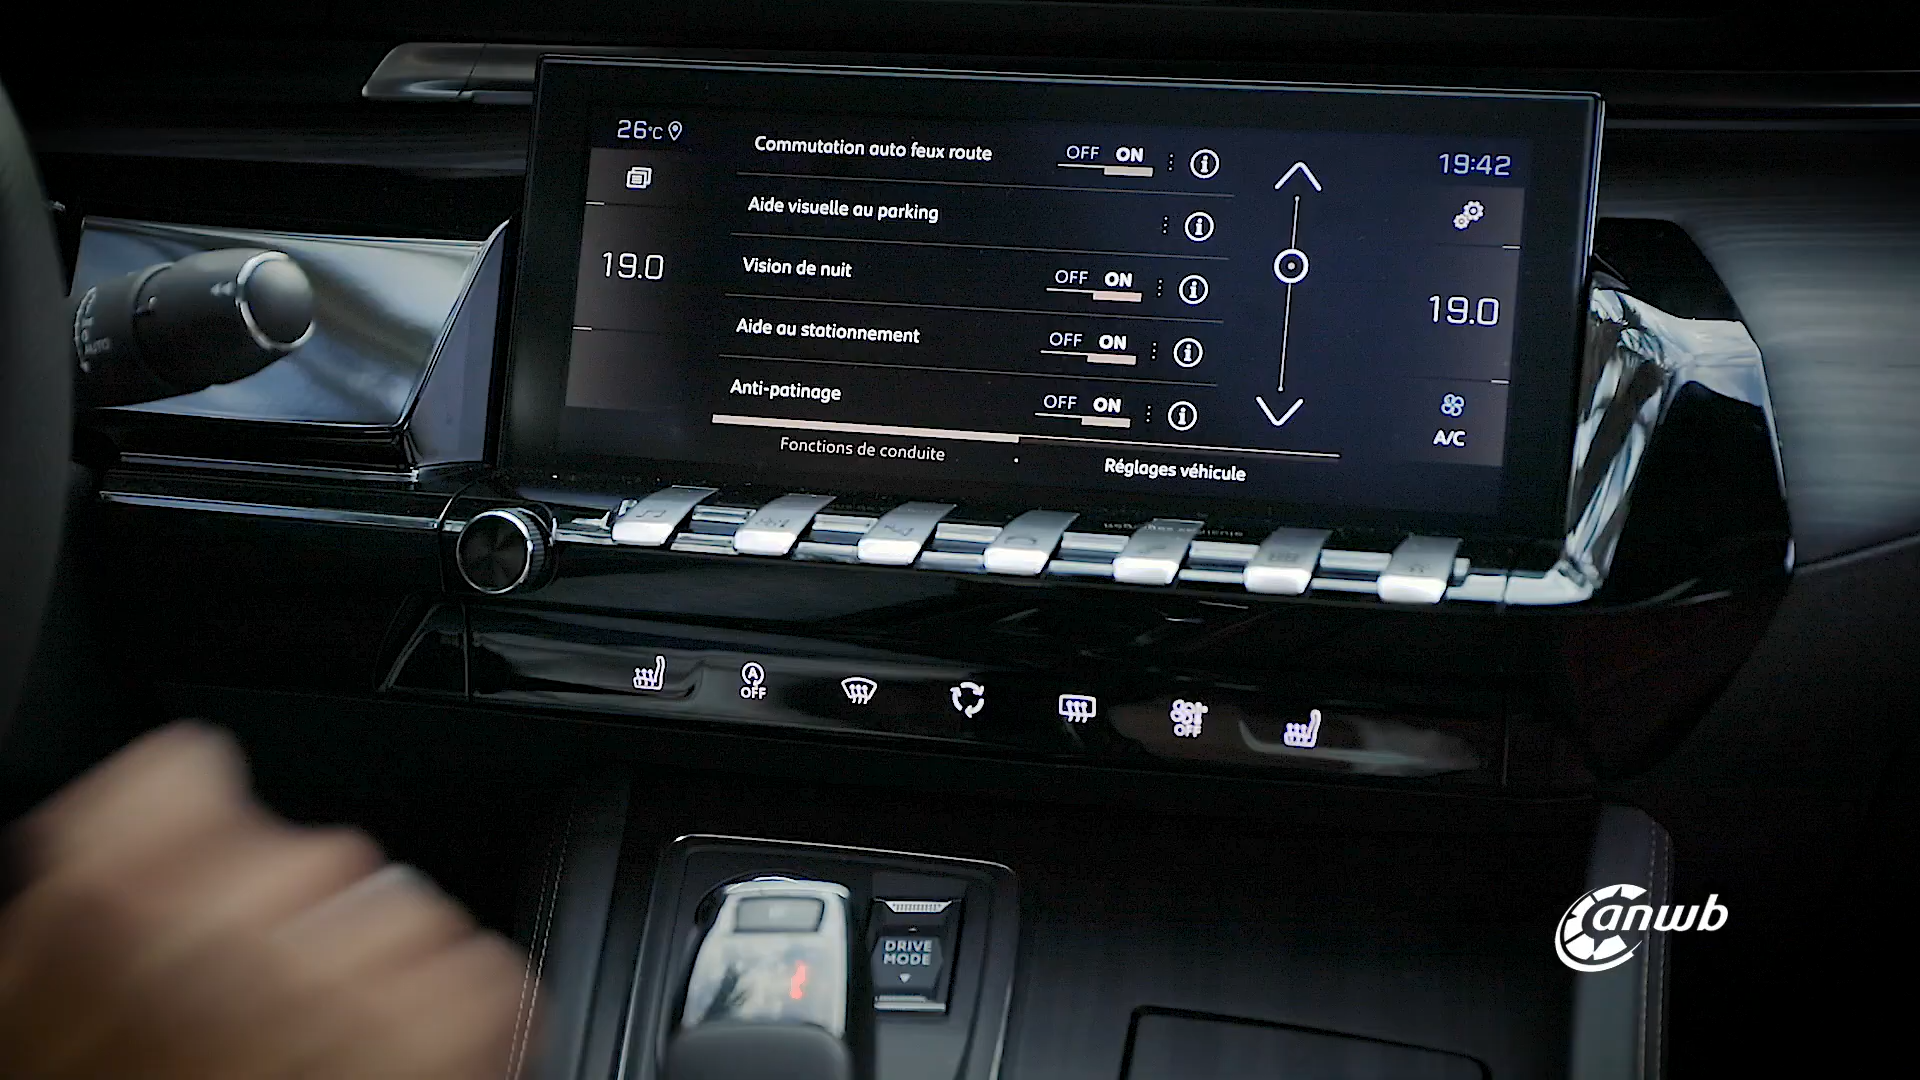 26°C
Commutation auto feux route OFF ON
19:42
Aide visuelle au parking
19.0
Vision de nuit OFF ON
19.0
Aide au stationnement OFF ON
Anti-patinage OFF ON
A/C
Fonctions de conduite
Réglages véhicule
AUTO
A
OFF
OFF
DRIVE
MODE
anwb